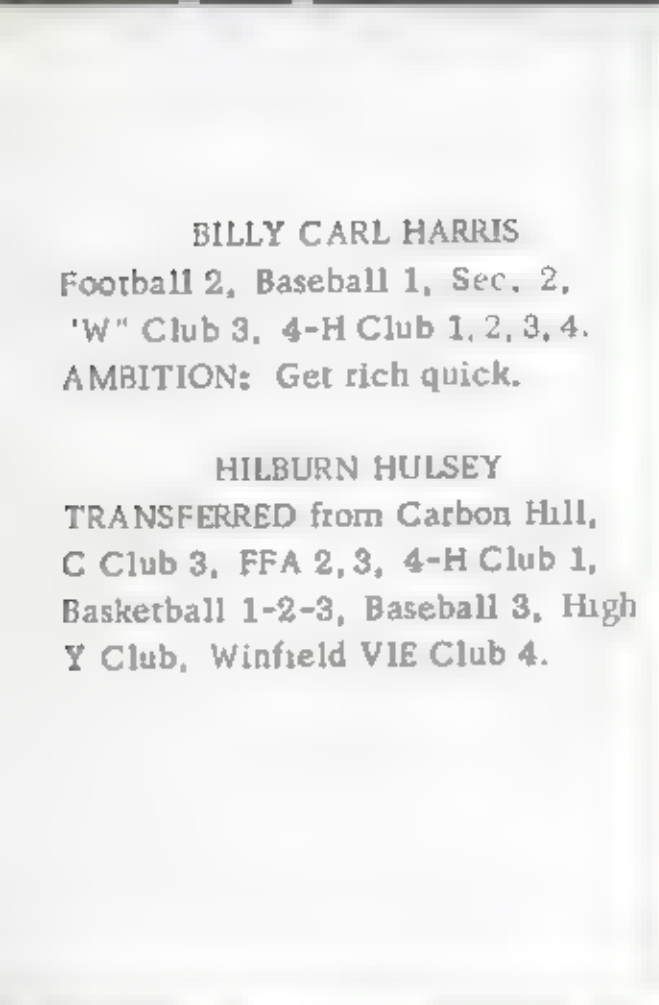 BILLY CARL HARRIS
Football 2, Baseball 1, Sec. 2,
'W" Club 3, 4-H Club 1, 2, 3, 4.
AMBITION: Get rich quick.
HILBURN HULSEY
TRANSFERRED from Carbon Hill,
C Club 3, FFA 2, 3, 4-H Club 1,
Basketball 1-2-3, Baseball 3, High
Y Club, Winfield VIE Club 4.